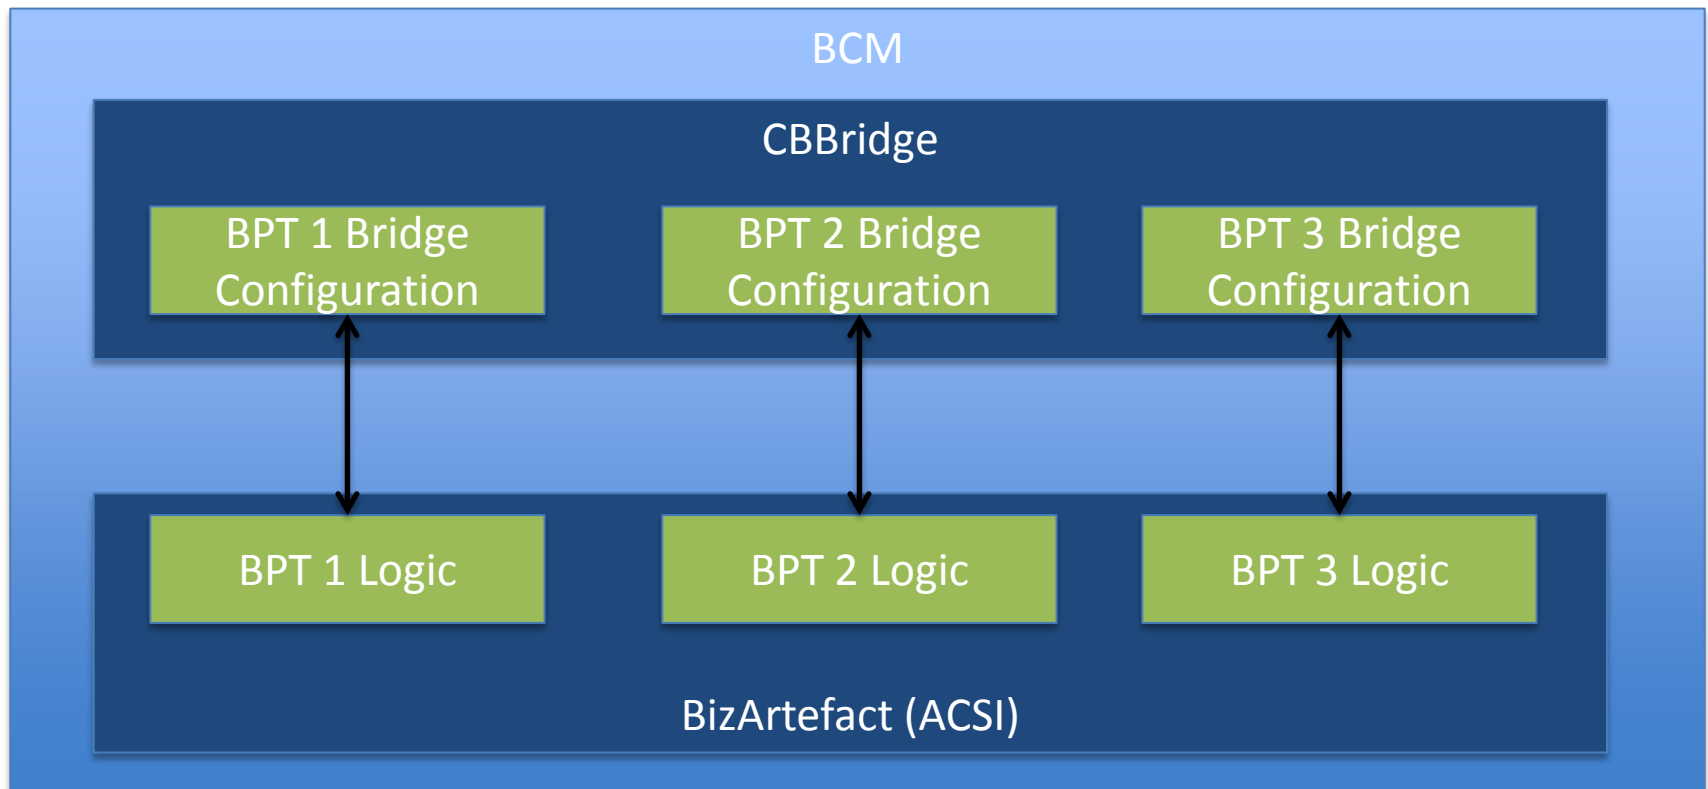 BCM
CBBridge
BPT 1 Bridge
Configuration
BPT 2 Bridge
Configuration
BPT 3 Bridge
Configuration
BPT 1 Logic
BPT 2 Logic
BPT 3 Logic
BizArtefact (ACSI)